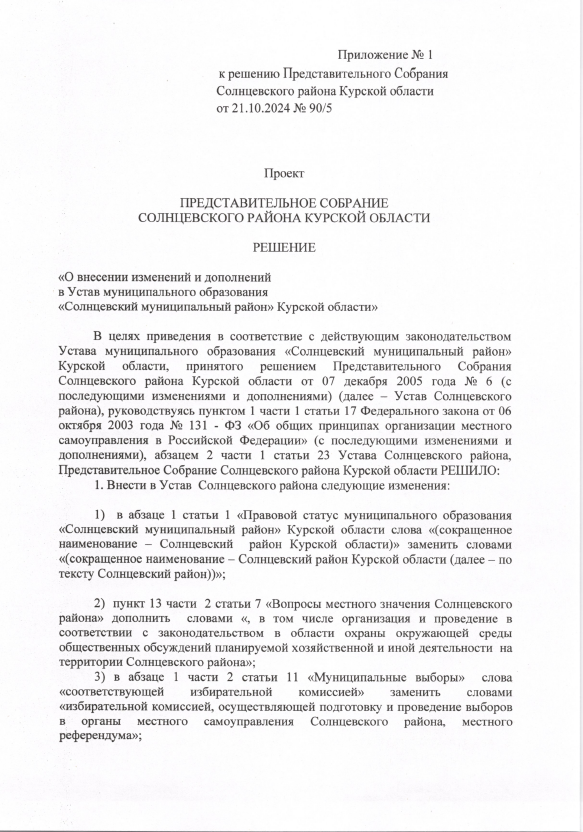 Приложение № 1
к решению Представительного Собрания
Солнцевского района Курской области
от 21.10.2024 № 90/5
Проект
ПРЕДСТАВИТЕЛЬНОЕ СОБРАНИЕ
СОЛНЦЕВСКОГО РАЙОНА КУРСКОЙ ОБЛАСТИ
РЕШЕНИЕ
«О внесении изменений и дополнений
в Устав муниципального образования
«Солнцевский муниципальный район» Курской области»
В целях приведения в соответствие с действующим законодательством
Устава муниципального образования «Солнцевский муниципальный район»
Курской области, принятого решением Представительного Собрания
Солнцевского района Курской области от 07 декабря 2005 года № 6 (с
последующими изменениями и дополнениями) (далее – Устав Солнцевского
района), руководствуясь пунктом 1 части 1 статьи 17 Федерального закона от 06
октября 2003 года № 131 - ФЗ «Об общих принципах организации местного
самоуправления в Российской Федерации» (с последующими изменениями и
дополнениями), абзацем 2 части 1 статьи 23 Устава Солнцевского района,
Представительное Собрание Солнцевского района Курской области РЕШИЛО:
1. Внести в Устав Солнцевского района следующие изменения:
1) в абзаце 1 статьи 1 «Правовой статус муниципального образования
«Солнцевский муниципальный район» Курской области слова «(сокращенное
наименование – Солнцевский район Курской области)» заменить словами
«(сокращенное наименование – Солнцевский район Курской области (далее – по
тексту Солнцевский район))»;
2) пункт 13 части 2 статьи 7 «Вопросы местного значения Солнцевского
района» дополнить словами «, в том числе организация и проведение в
соответствии с законодательством в области охраны окружающей среды
общественных обсуждений планируемой хозяйственной и иной деятельности на
территории Солнцевского района»;
3) в абзаце 1 части 2 статьи 11 «Муниципальные выборы» слова
«соответствующей избирательной комиссией» заменить словами
«избирательной комиссией, осуществляющей подготовку и проведение выборов
в органы местного самоуправления Солнцевского района, местного
референдума»;